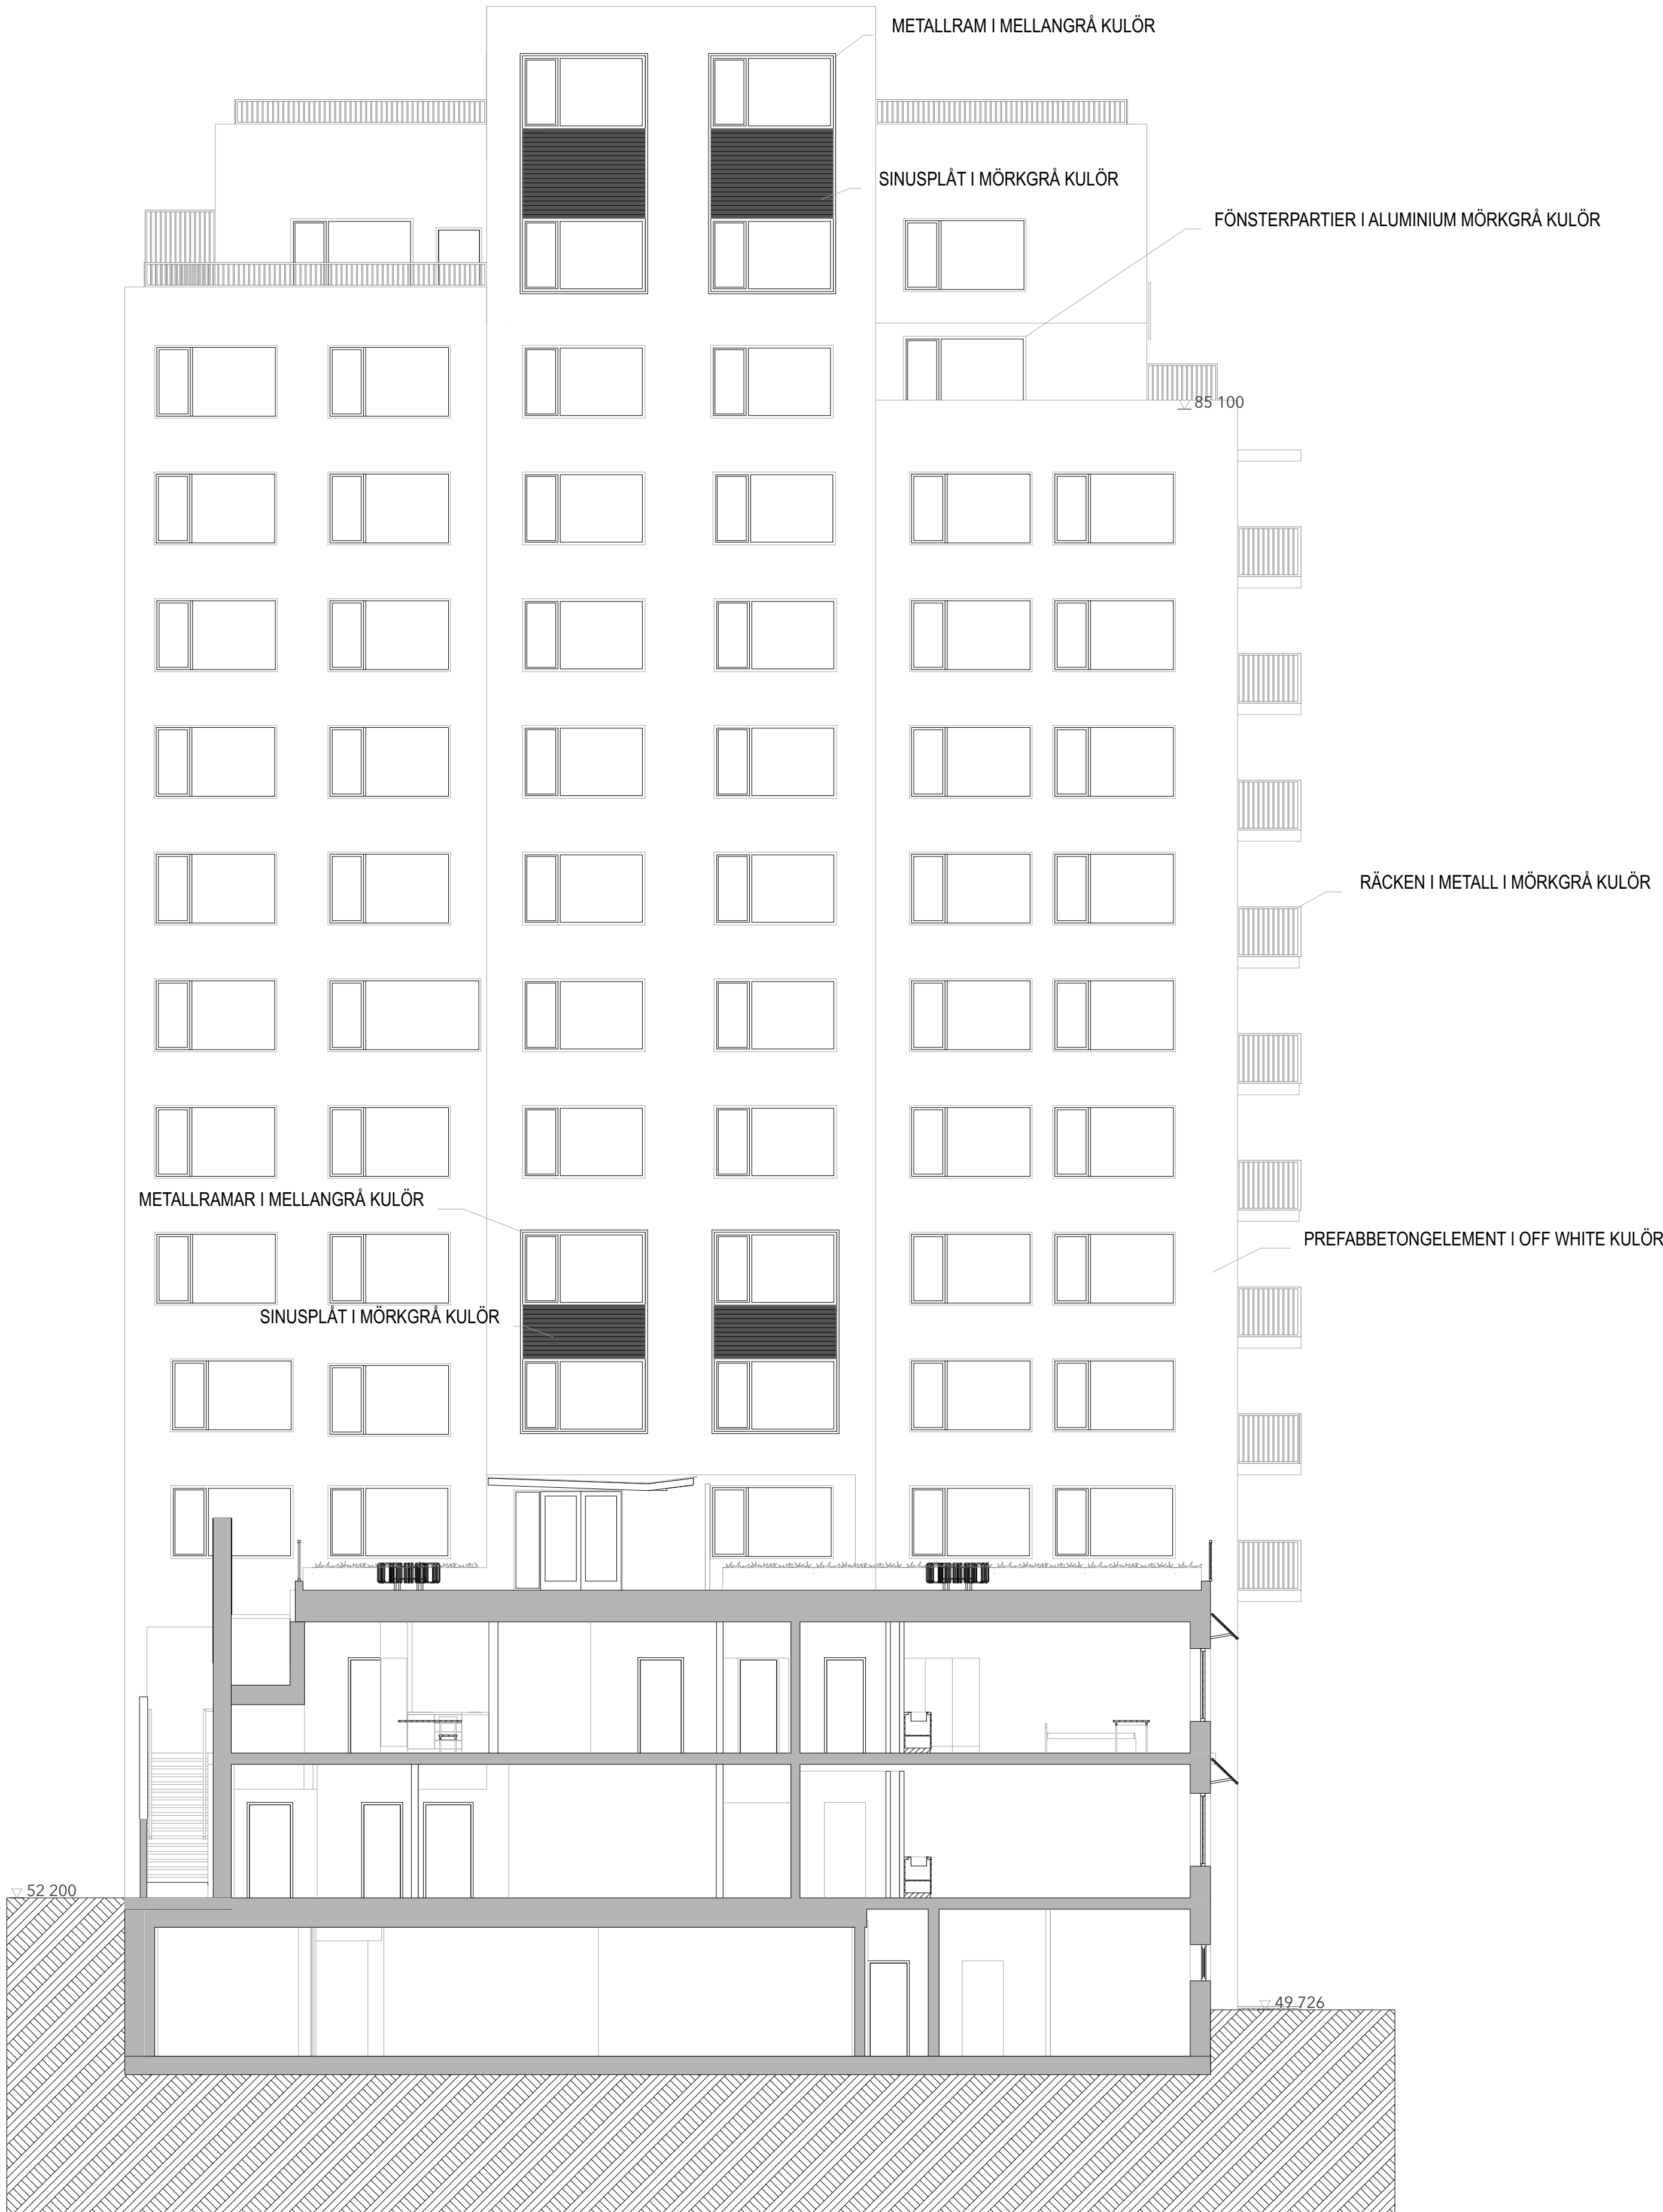 METALLRAM I MELLANGRÅ KULÖR
SINUSPLÅT I MÖRKGRÅ KULÖR
FÖNSTERPARTIER I ALUMINIUM MÖRKGRÅ KULÖR
85 100
RÄCKEN I METALL I MÖRKGRÅ KULÖR
METALLRAMAR I MELLANGRÅ KULÖR
PREFABBETONGELEMENT I OFF WHITE KULÖR
SINUSPLÅT I MÖRKGRÅ KULÖR
52 200
49 726